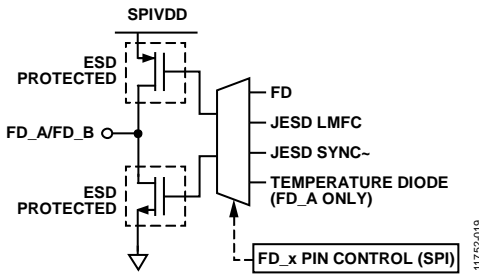 SPIVDD
ESD
PROTECTED
FD
JESD LMFC
FD_A/FD_B
JESD SYNC~
TEMPERATURE DIODE
(FD_A ONLY)
ESD
PROTECTED
FD_x PIN CONTROL (SPI)
11752-019